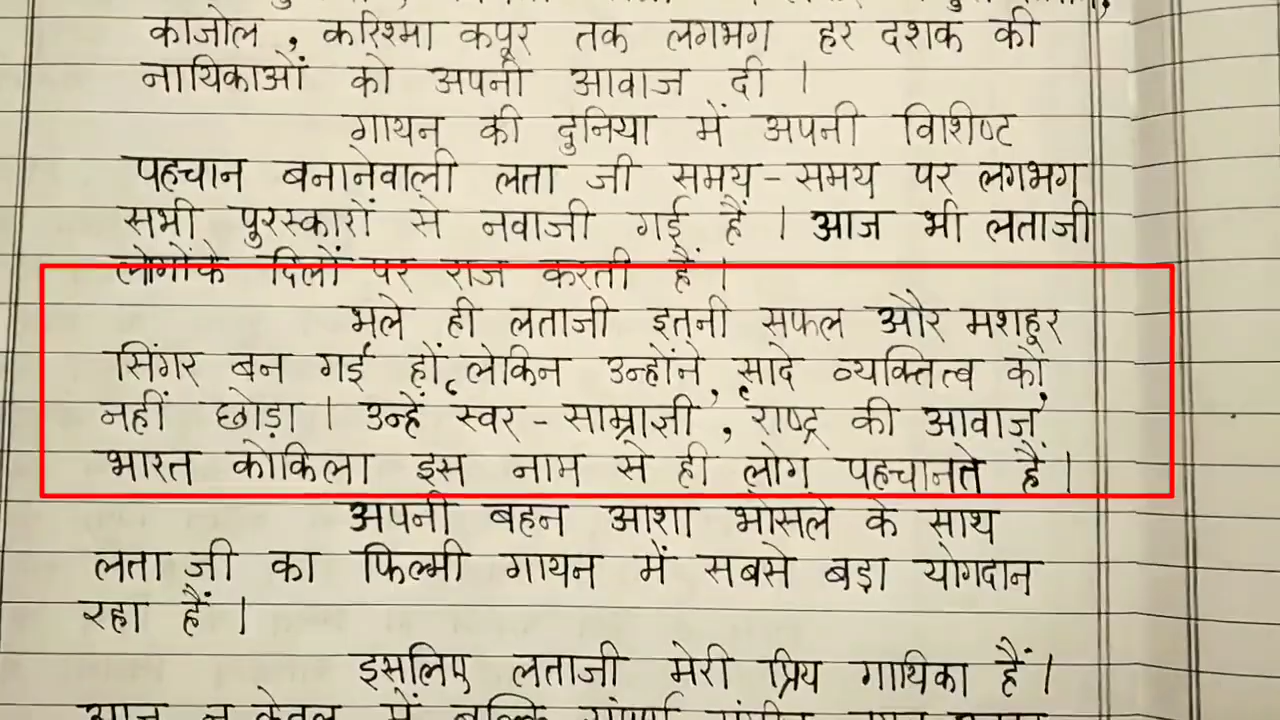 काजोल , करिश्मा कपूर तक लगभग हर दशक की
नायिकाओं को अपनी आवाज दी ।
गायन की दुनिया में अपनी विशिष्ट
पहचान बनानेवाली लता जी समय - समय पर लगभग
सभी पुरस्कारों से नवाजी गई हैं । आज भी लताजी
लोगोंके दिलों पर राज करती हैं ।
भले ही लताजी इतनी सफल और मशहूर
सिंगर बन गई हों, लेकिन उन्होंने सादे व्यक्तित्व को
नहीं छोड़ा । उन्हें ‘स्वर - साम्राज्ञी’ , ‘राष्ट्र की आवाज’
भारत कोकिला इस नाम से ही लोग पहचानते हैं ।
अपनी बहन आशा भोसले के साथ
लता जी का फिल्मी गायन में सबसे बड़ा योगदान
रहा हैं ।
इसलिए लताजी मेरी प्रिय गायिका हैं ।